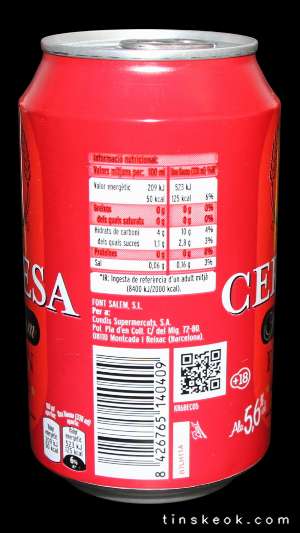 Informació nutricional:
Valors mitjans per: 100 ml
Valor energètic 209 kJ 523 kJ
50 kcal 125 kcal 6%
Greixos 0 g 0 g 0%
dels quals saturats 0 g 0 g 0%
Hidrats de carboni 4 g 10 g 4%
dels quals sucres 1,1 g 2,8 g 3%
Proteïnes 0 g 0 g 0%
Sal 0,06 g 0,16 g 3%
*IR: Ingesta de referència d'un adult mitjà
(8400 kJ/2000 kcal).
FONT SALEM, S.L.
Per a:
Condis Supermercats, S.A.
Pol. Pla d'en Coll. C/ del Mig, 72-80.
08110 Montcada i Reixac (Barcelona).
ESA
CE
+18
Alc 5,6%
8 426765 140409
tinskeok.com